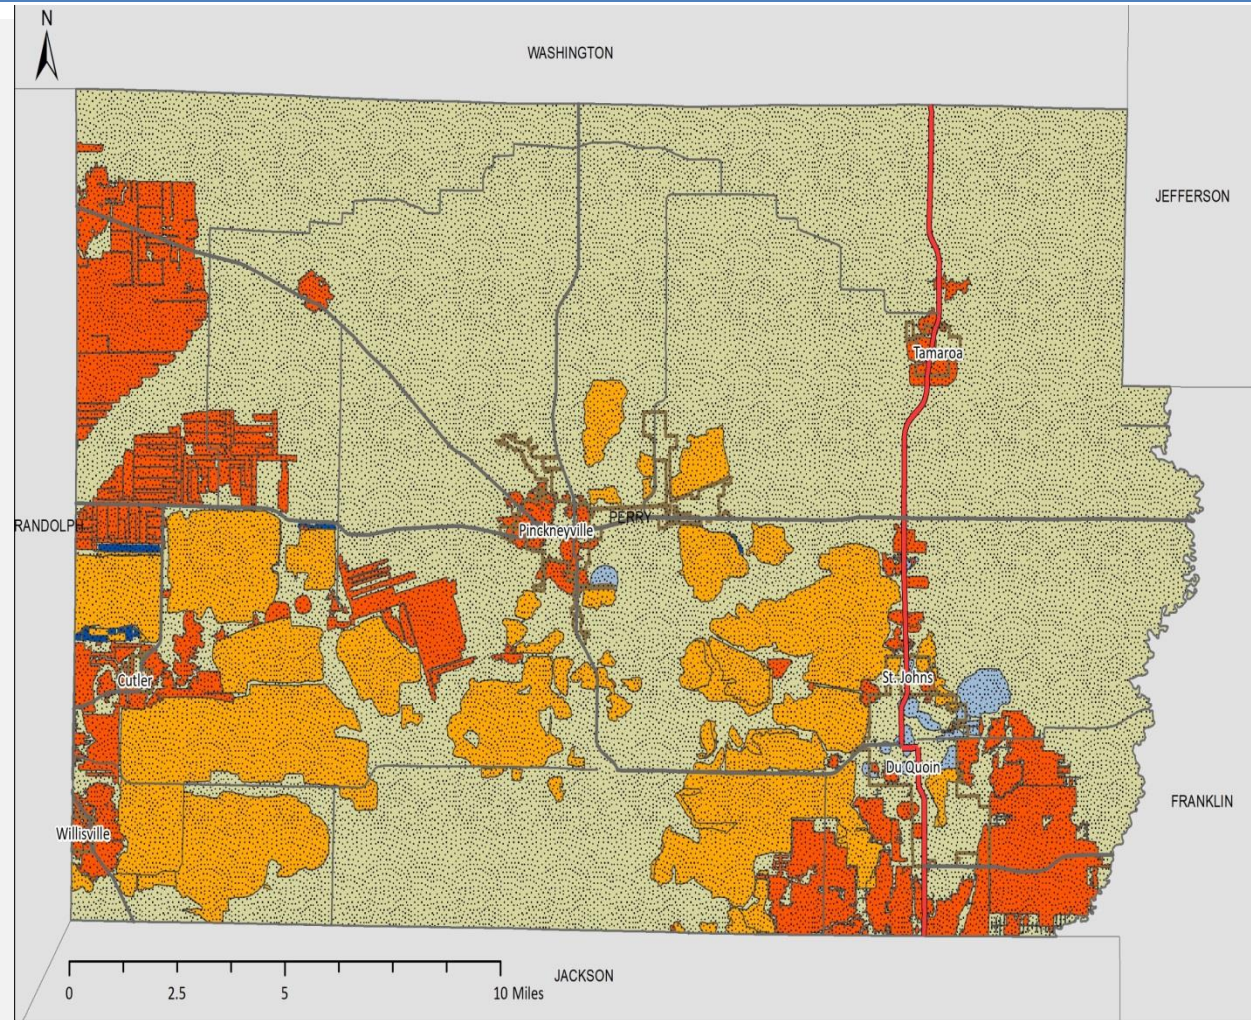 N
WASHINGTON
JEFFERSON
Tamaroa
RANDOLPH
PERRY
Pinckneyville
Cutler
St. Johns
Du Quoin
FRANKLIN
Willisville
JACKSON
0 2.5 5 10 Miles